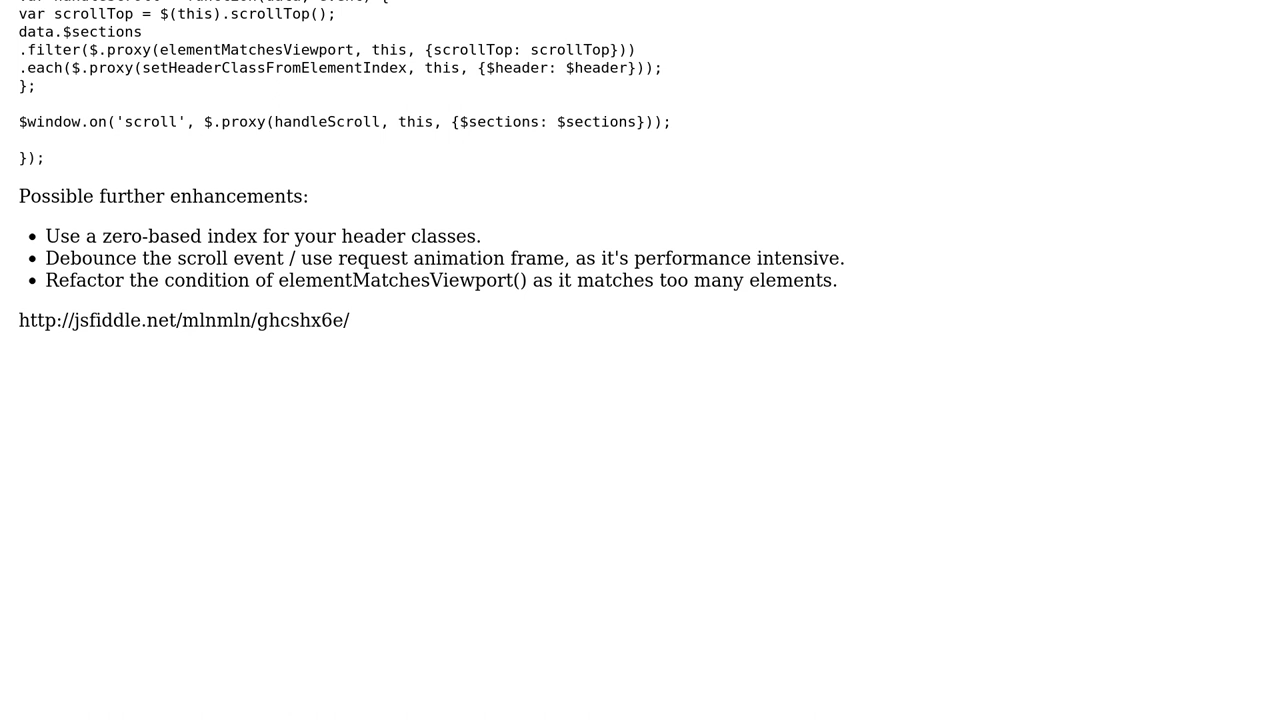 var scrollTop = $(this).scrollTop();
data.$sections
.filter($.proxy(elementMatchesViewport, this, {scrollTop: scrollTop}))
.each($.proxy(setHeaderClassFromElementIndex, this, {$header: $header}));
};
$window.on('scroll', $.proxy(handleScroll, this, {$sections: $sections}));
});
Possible further enhancements:
• Use a zero-based index for your header classes.
• Debounce the scroll event / use request animation frame, as it's performance intensive.
• Refactor the condition of elementMatchesViewport() as it matches too many elements.
http://jsfiddle.net/mlnmln/ghcshx6e/